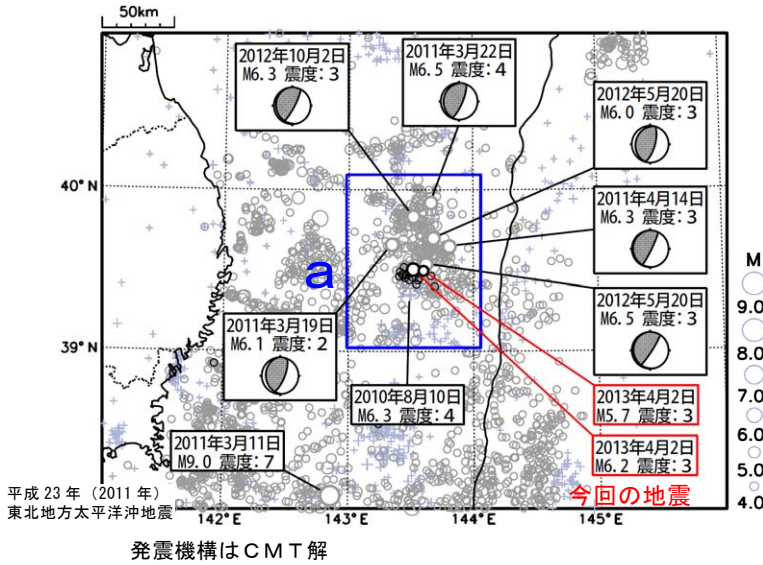 50km
2012年10月2日
M6.3 震度:3
2011年3月22日
M6.5 震度:4
2012年5月20日
M6.0 震度:3
40°N
2011年4月14日
M6.3 震度:3
a
2012年5月20日
M6.5 震度:3
2011年3月19日
M6.1 震度:2
39°N
2010年8月10日
M6.3 震度:4
2013年4月2日
M5.7 震度:3
2013年4月2日
M6.2 震度:3
2011年3月11日
M9.0 震度:7
今回の地震
平成 23 年 (2011 年)
東北地方太平洋沖地震
142°E
143°E
144°E
145°E
M
9.0
8.0
7.0
6.0
5.0
4.0
発震機構はCMT解